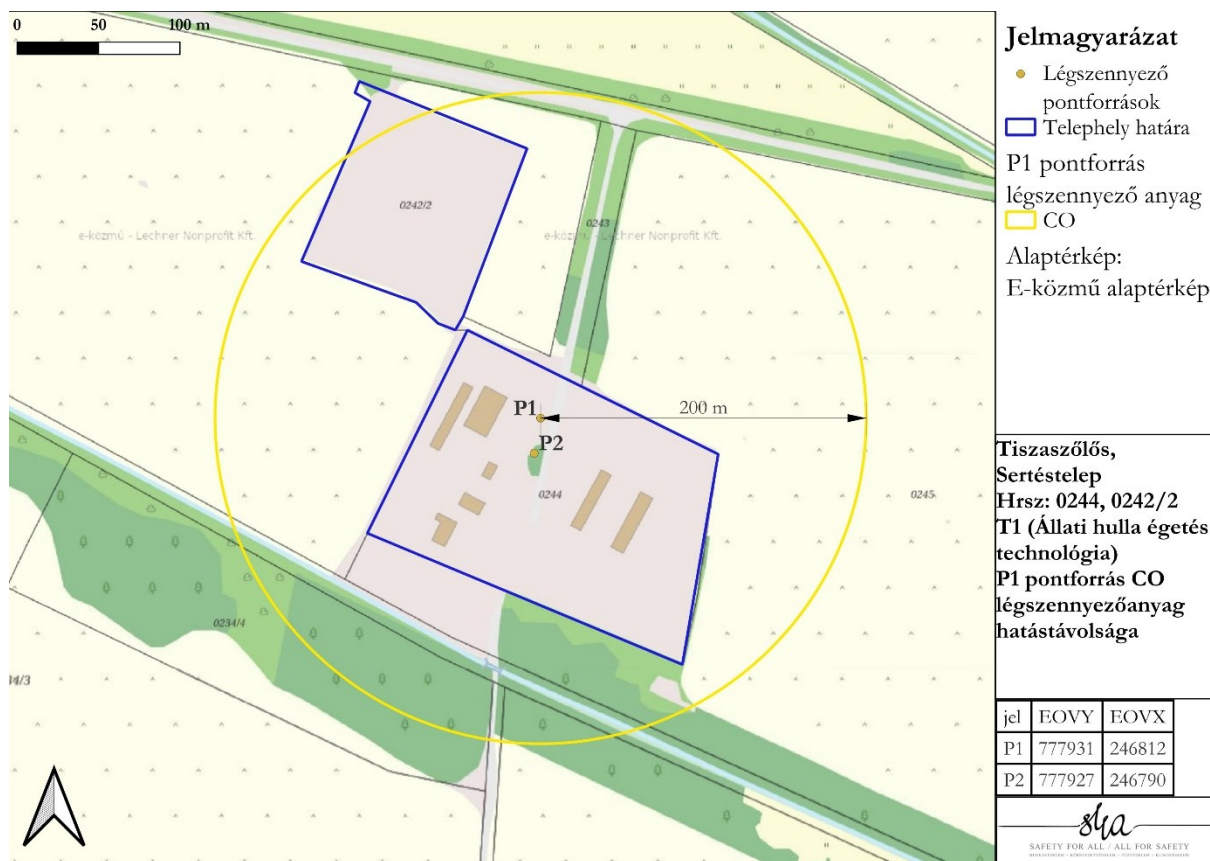 0 50 100 m
0242/2
0243
e-közmű - Lechner Nonprofit Kft.
e-közmű - Lechner Nonprofit Kft.
P1
200 m
P2
0244
0245
0234/4
34/3
Jelmagyarázat
Légszennyező
pontforrások
Telephely határa
P1 pontforrás
légszennyező anyag
CO
Alaptérkép:
E-közmű alaptérkép
Tiszaszőlős,
Sertéstelep
Hrsz: 0244, 0242/2
T1 (Állati hulla égetés
technológia)
P1 pontforrás CO
légszennyezőanyag
hatástávolsága
jel EOVY EOVX
P1 777931 246812
P2 777927 246790
SAFETY FOR ALL / ALL FOR SAFETY